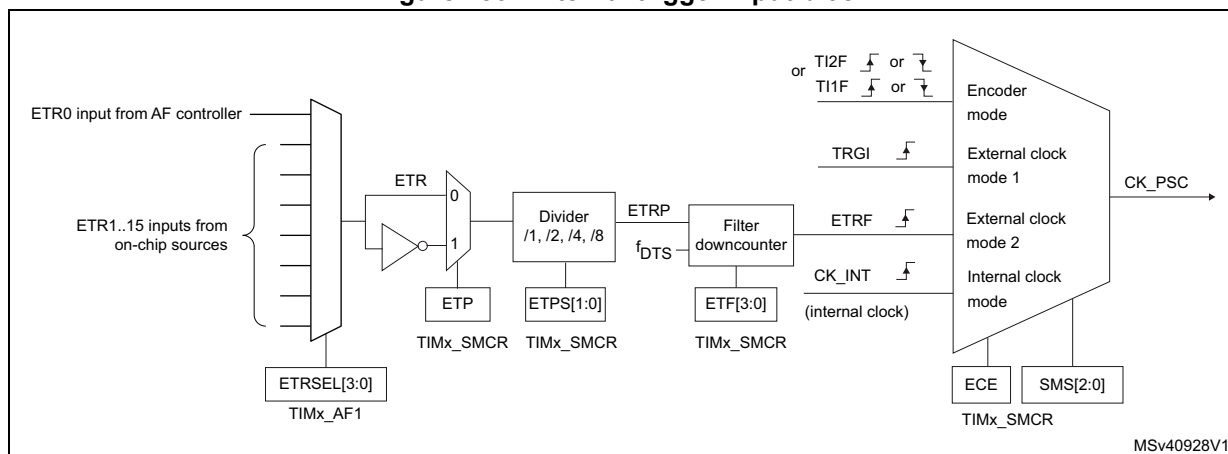 or TI2F or
TI1F or
Encoder
mode
ETR0 input from AF controller
TRGI
External clock
mode 1
CK_PSC
ETR
0
1
ETR1..15 inputs from
on-chip sources
Divider
/1, /2, /4, /8
ETRP
fDTS
Filter
downcounter
ETRF
External clock
mode 2
CK_INT
(internal clock)
Internal clock
mode
ETP
TIMx_SMCR
ETPS[1:0]
TIMx_SMCR
ETF[3:0]
TIMx_SMCR
ETRSEL[3:0]
TIMx_AF1
ECE
SMS[2:0]
TIMx_SMCR
MSv40928V1